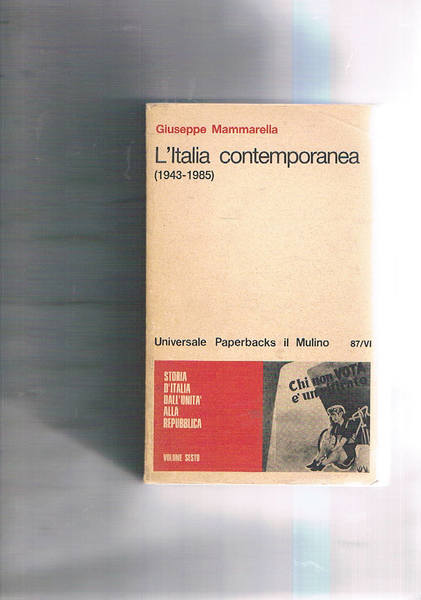 Giuseppe Mammarella
L'Italia contemporanea
(1943-1985)
Universale Paperbacks il Mulino 87/VI
STORIA
D'ITALIA
DALL'UNITA'
ALLA
REPUBBLICA
VOLUME SESTO
Chi non VOTA
e' un